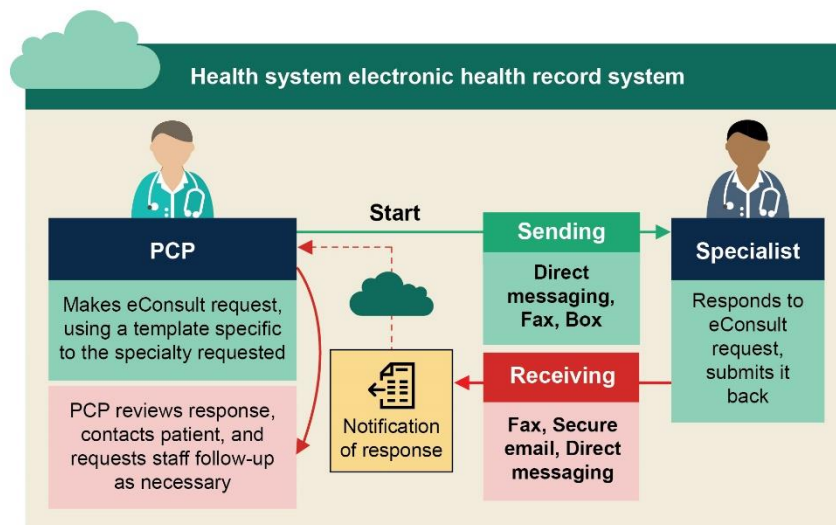 Health system electronic health record system
Start
PCP
Makes eConsult request,
using a template specific
to the specialty requested
PCP reviews response,
contacts patient, and
requests staff follow-up
as necessary
Notification
of response
Sending
Direct
messaging,
Fax, Box
Receiving
Fax, Secure
email, Direct
messaging
Specialist
Responds to
eConsult
request,
submits it
back